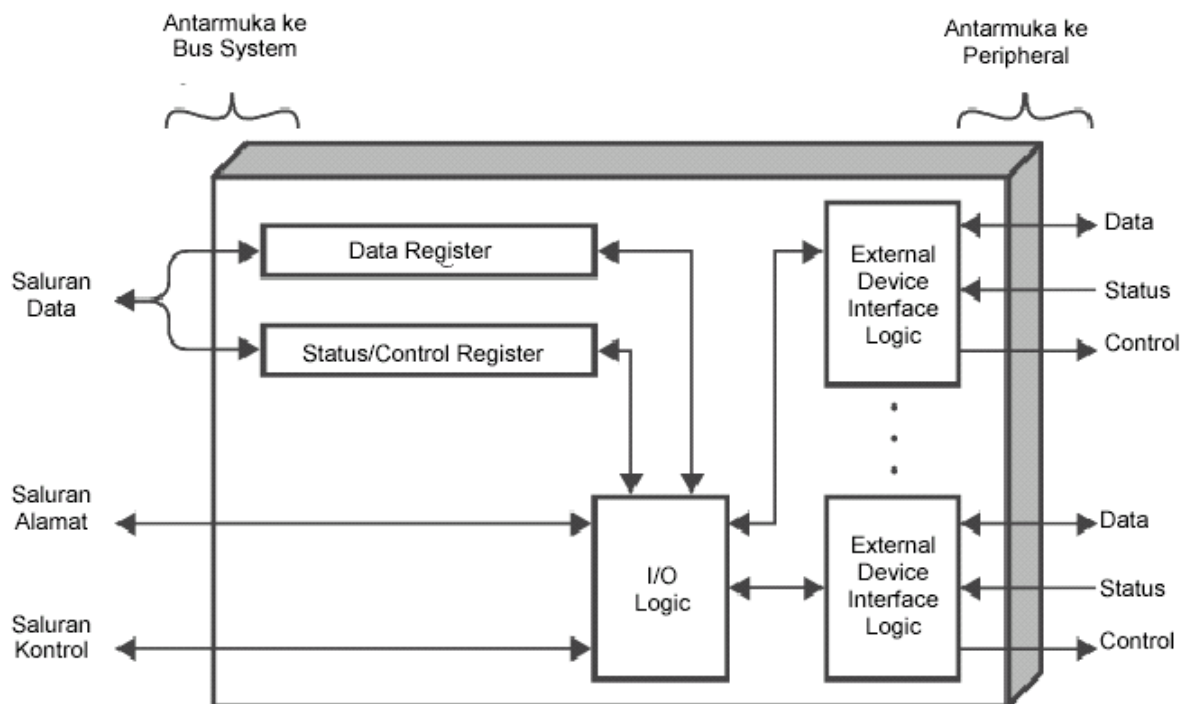 Antarmuka ke
Bus System
Antarmuka ke
Peripheral
Saluran
Data
Data Register
Status/Control Register
External
Device
Interface
Logic
Data
Status
Control
Saluran
Alamat
Saluran
Kontrol
I/O
Logic
External
Device
Interface
Logic
Data
Status
Control